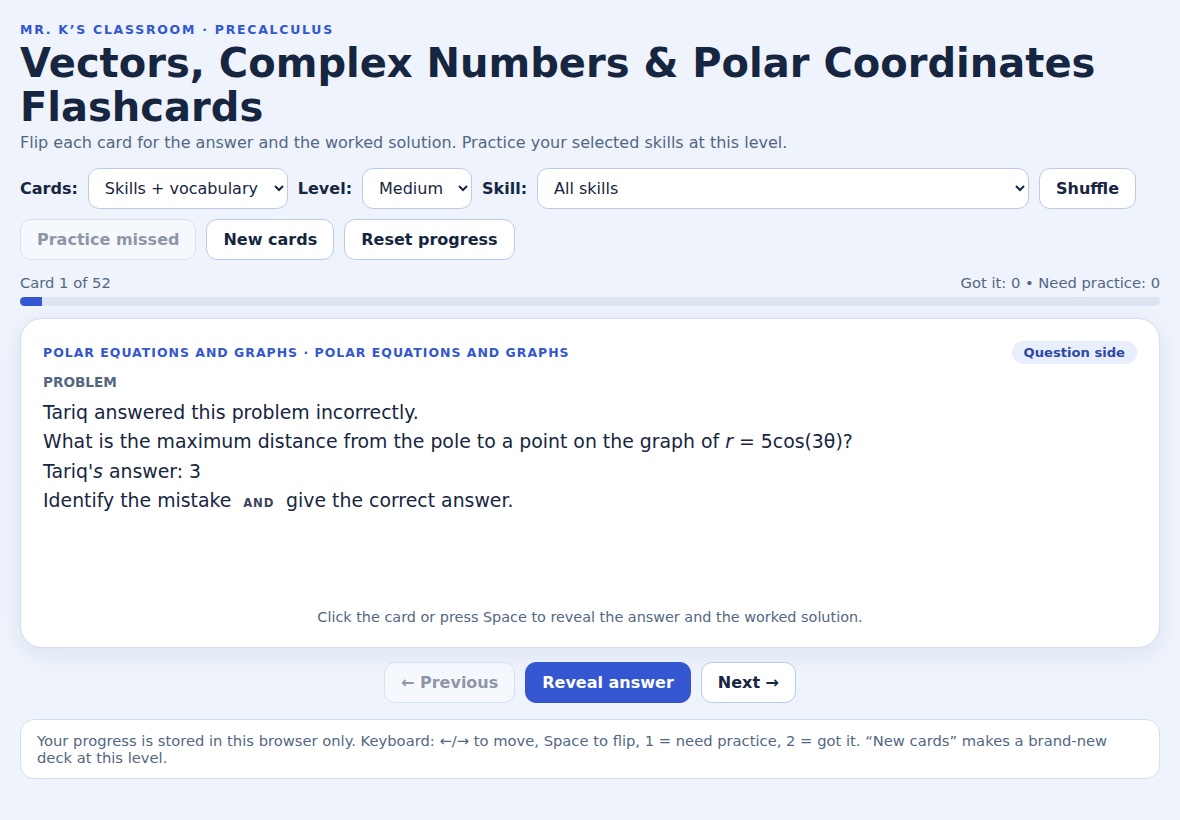 MR. K’S CLASSROOM · PRECALCULUS
Vectors, Complex Numbers & Polar Coordinates
Flashcards
Flip each card for the answer and the worked solution. Practice your selected skills at this level.
Cards: Skills + vocabulary Level: Medium Skill: All skills Shuffle
Practice missed New cards Reset progress
Card 1 of 52 Got it: 0 • Need practice: 0
POLAR EQUATIONS AND GRAPHS · POLAR EQUATIONS AND GRAPHS Question side
PROBLEM
Tariq answered this problem incorrectly.
What is the maximum distance from the pole to a point on the graph of r = 5cos(3θ)?
Tariq's answer: 3
Identify the mistake AND give the correct answer.
Click the card or press Space to reveal the answer and the worked solution.
← Previous Reveal answer Next →
Your progress is stored in this browser only. Keyboard: ←/→ to move, Space to flip, 1 = need practice, 2 = got it. “New cards” makes a brand-new
deck at this level.